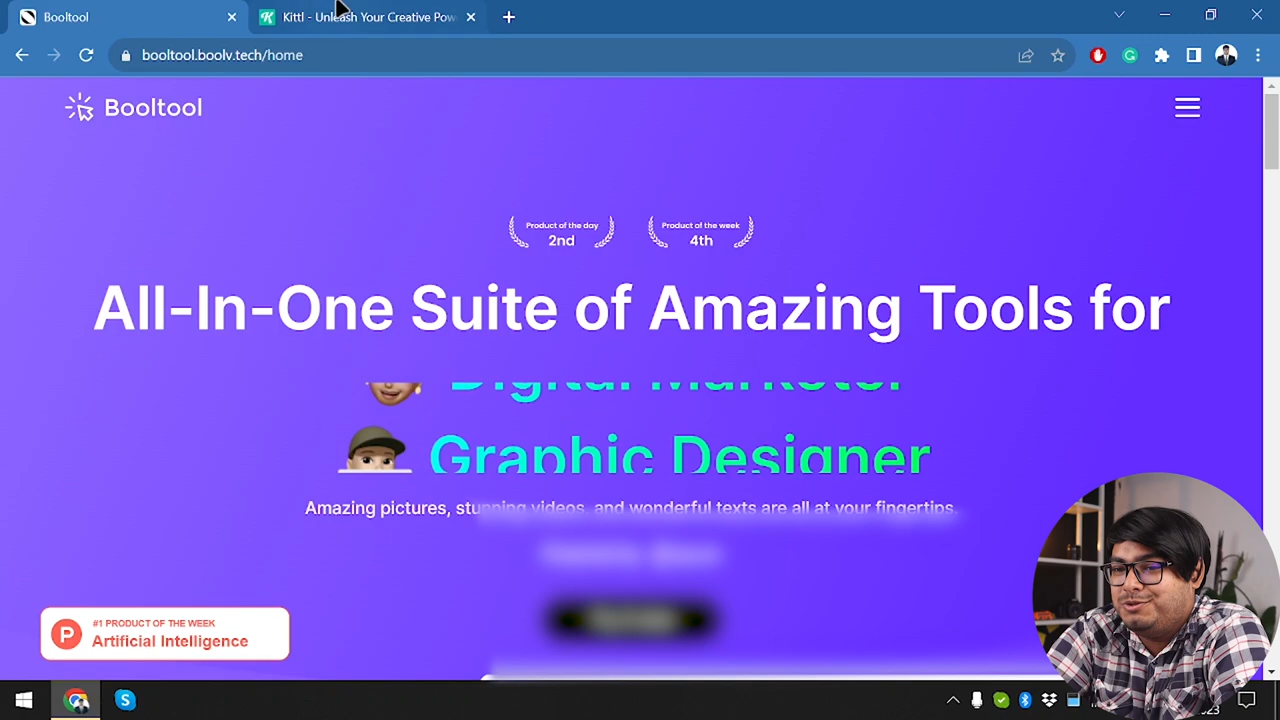 Booltool
Kittl - Unleash Your Creative Pow
booltool.boolv.tech/home
Booltool
Product of the day
2nd
Product of the week
4th
All-In-One Suite of Amazing Tools for
Digital Marketer
Graphic Designer
Amazing pictures, stunning videos, and wonderful texts are all at your fingertips.
P
#1 PRODUCT OF THE WEEK
Artificial Intelligence